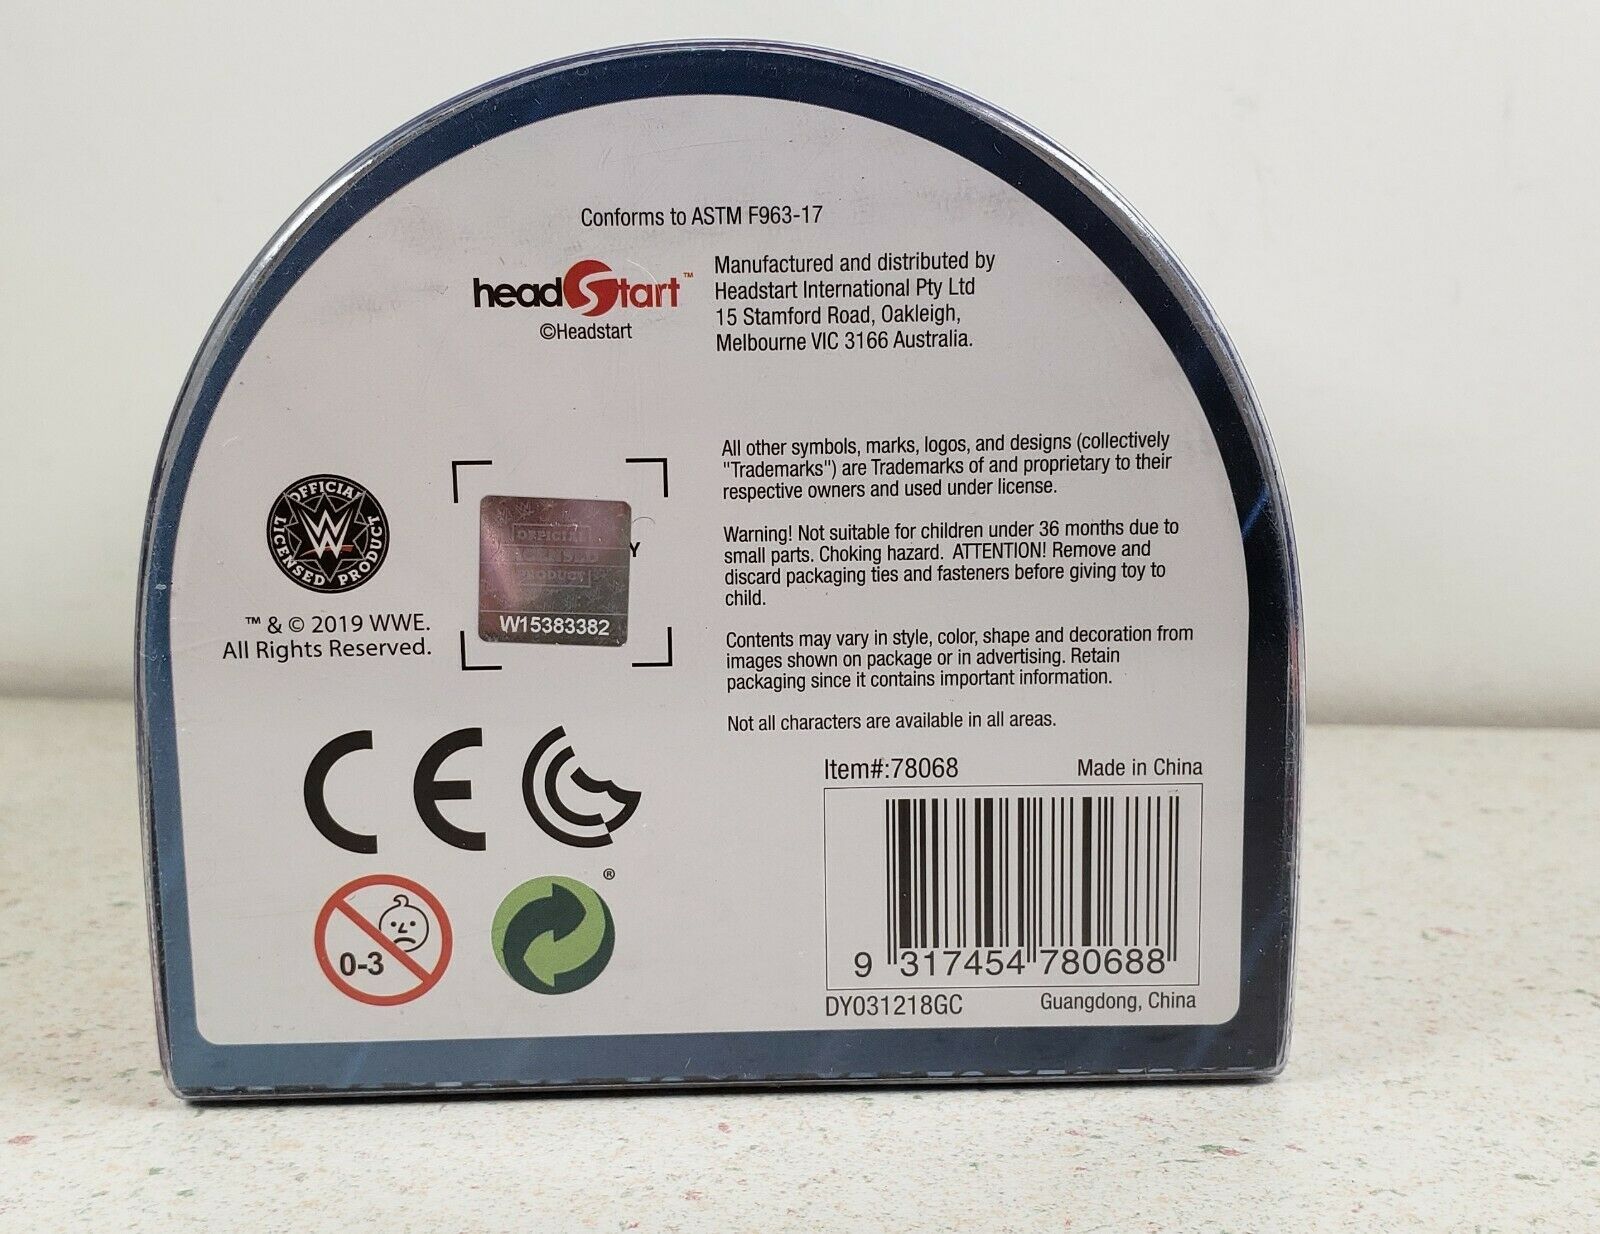 Conforms to ASTM F963-17
headStart™
©Headstart
Manufactured and distributed by
Headstart International Pty Ltd
15 Stamford Road, Oakleigh,
Melbourne VIC 3166 Australia.
OFFICIAL
LICENSED PRODUCT
W
™ & © 2019 WWE.
All Rights Reserved.
OFFICIAL
LICENSED
PRODUCT
Y
W15383382
All other symbols, marks, logos, and designs (collectively
"Trademarks") are Trademarks of and proprietary to their
respective owners and used under license.
Warning! Not suitable for children under 36 months due to
small parts. Choking hazard. ATTENTION! Remove and
discard packaging ties and fasteners before giving toy to
child.
Contents may vary in style, color, shape and decoration from
images shown on package or in advertising. Retain
packaging since it contains important information.
Not all characters are available in all areas.
CE
0-3
®
Item#:78068 Made in China
9 317454 780688
DY031218GC Guangdong, China